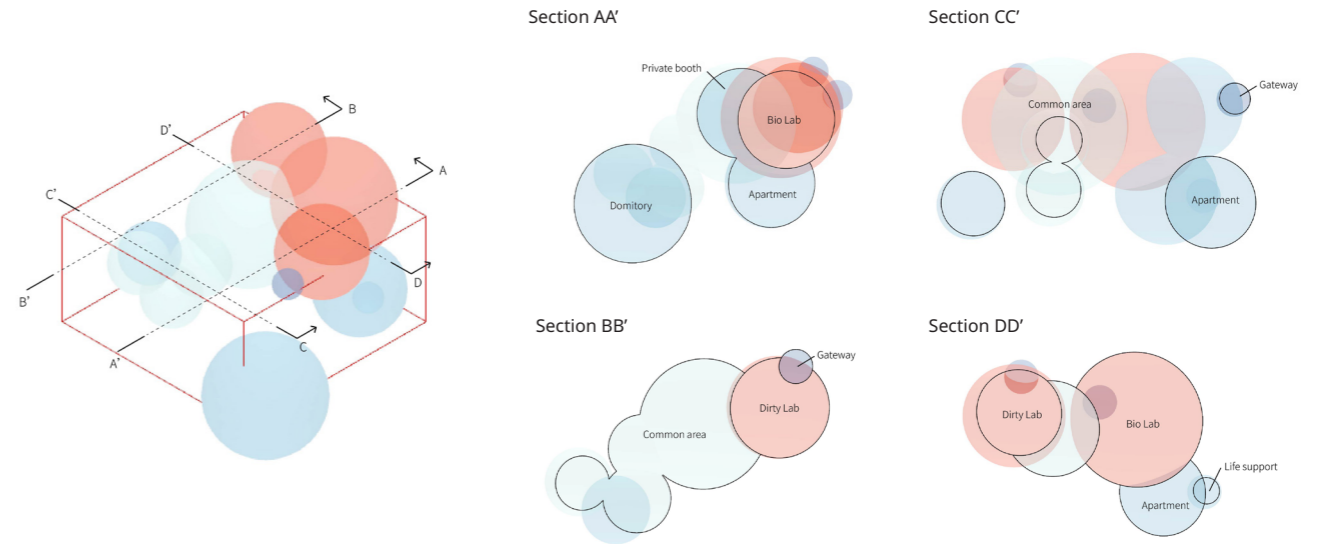 B
A
D'
C'
D
B'
C
A'
Section AA'
Private booth
Bio Lab
Domitory
Apartment
Section CC'
Gateway
Common area
Apartment
Section BB'
Gateway
Dirty Lab
Common area
Section DD'
Dirty Lab
Bio Lab
Life support
Apartment